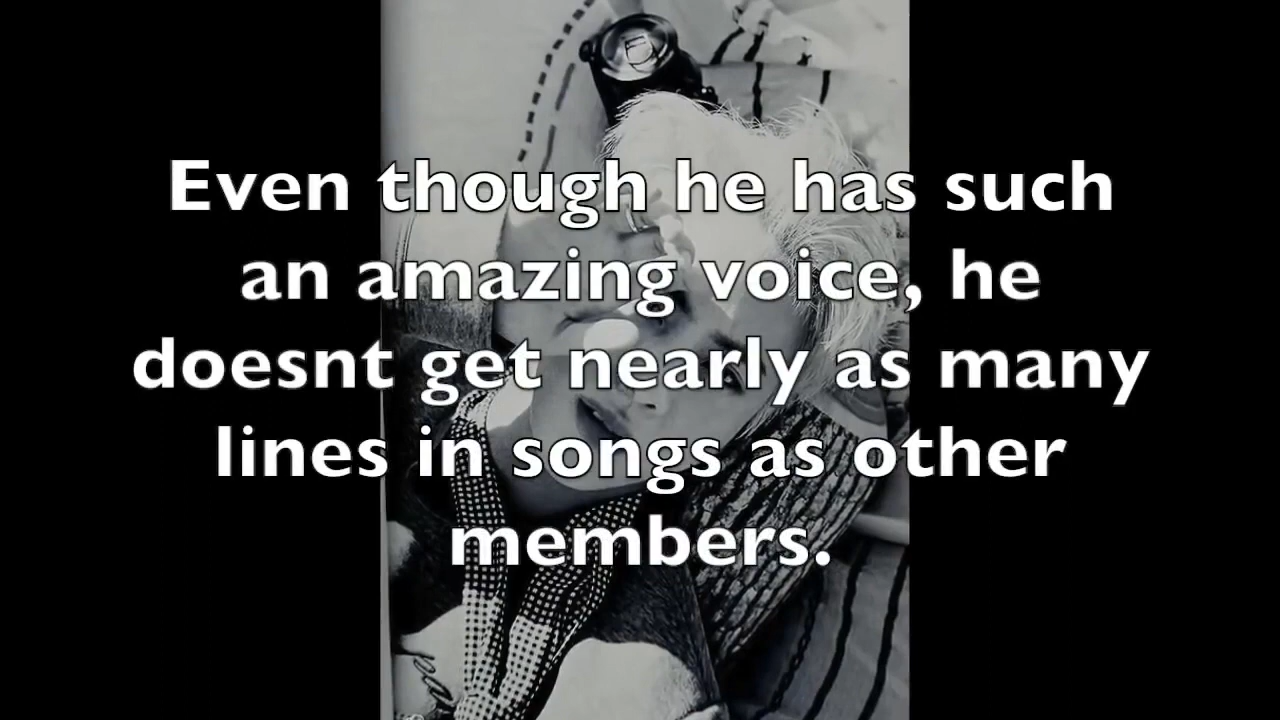 Even though he has such
an amazing voice, he
doesnt get nearly as many
lines in songs as other
members.